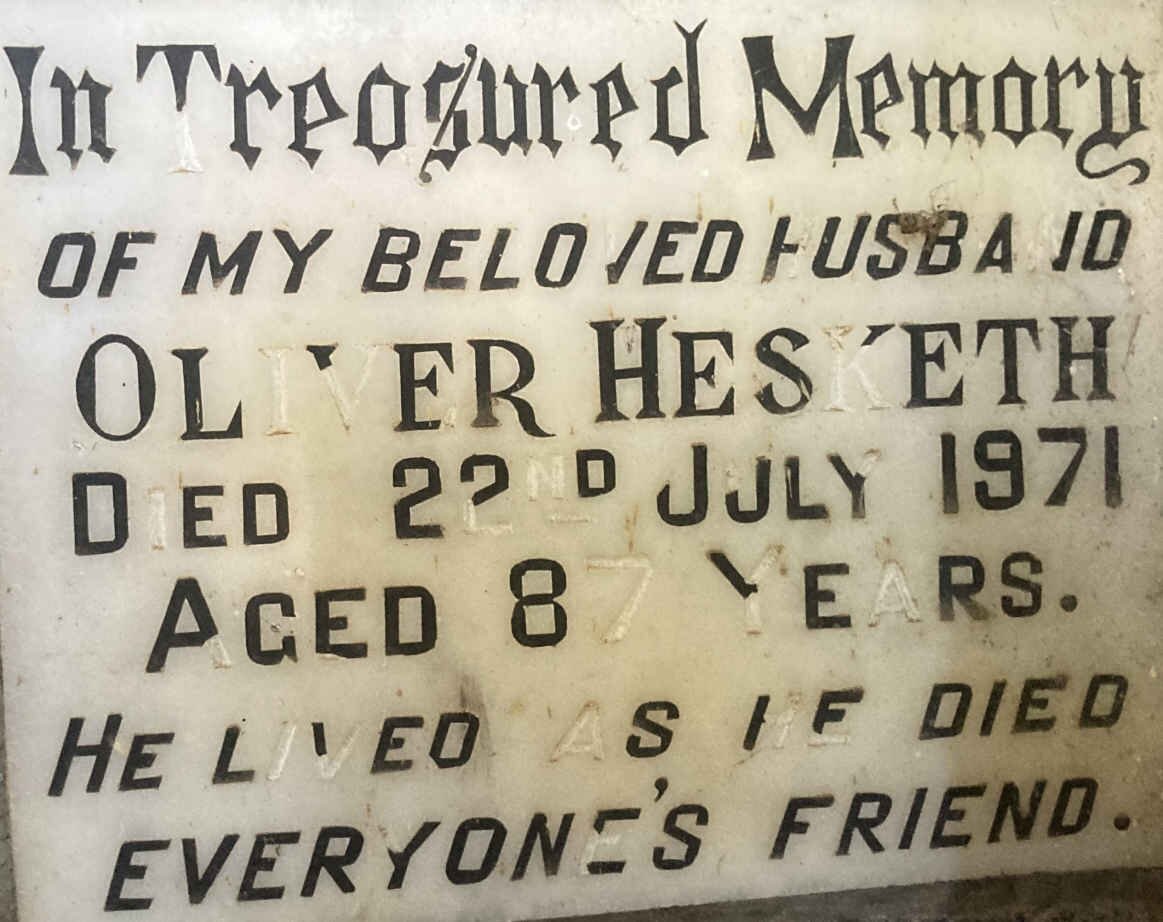 In Treasured Memory
OF MY BELOVED HUSBAND
OLIVER HESKETH
DIED 22ND JULY 1971
AGED 87 YEARS.
HE LIVED AS HE DIED
EVERYONE'S FRIEND.